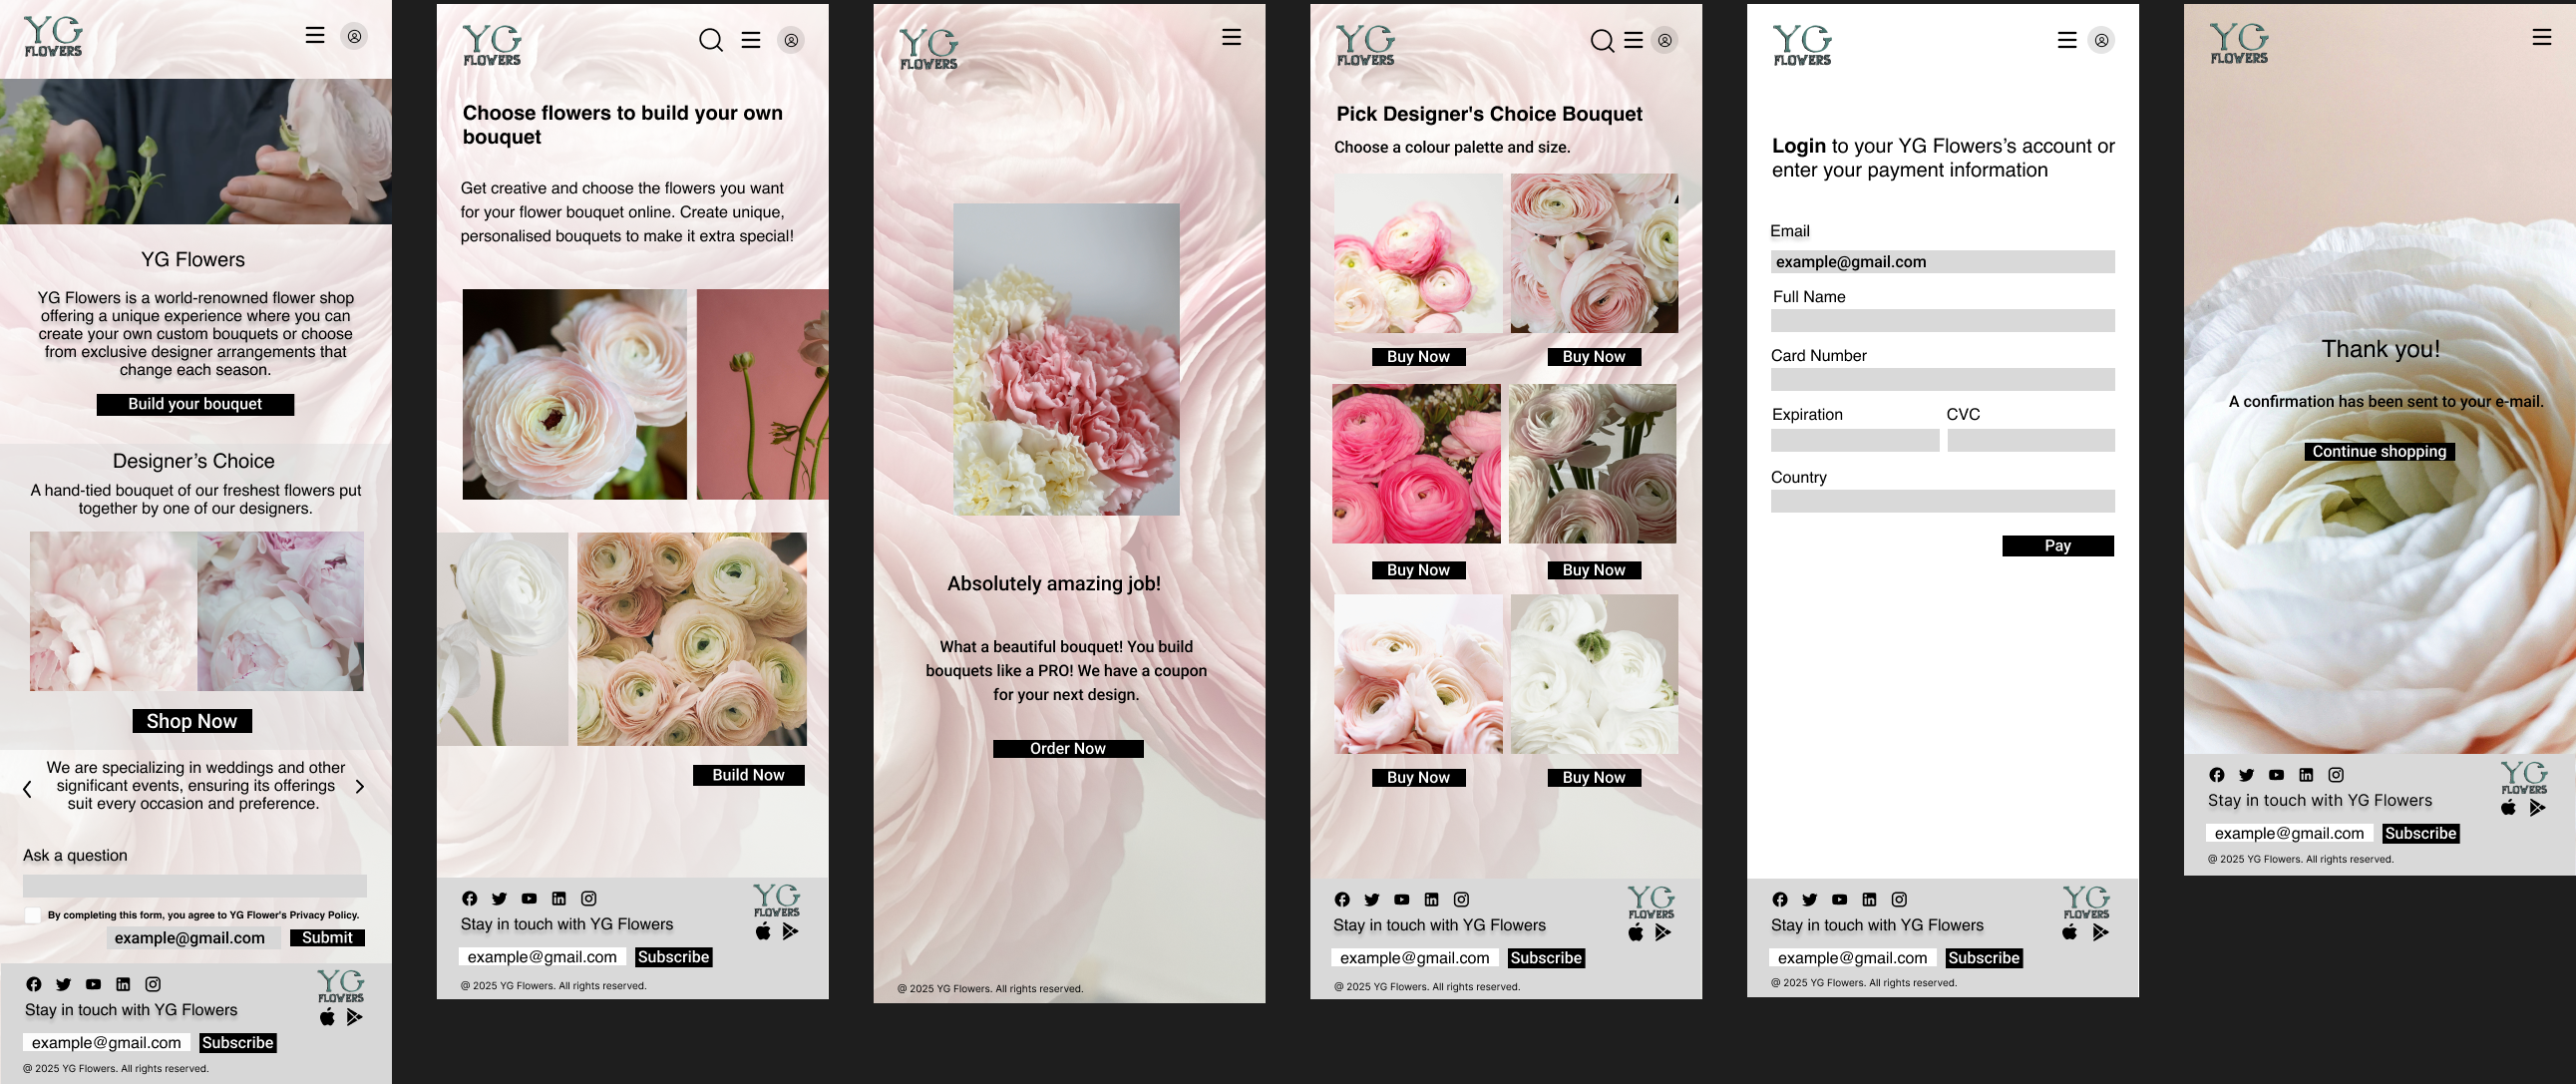 YG
FLOWERS
YG Flowers
YG Flowers is a world-renowned flower shop
offering a unique experience where you can
create your own custom bouquets or choose
from exclusive designer arrangements that
change each season.
Build your bouquet
Designer’s Choice
A hand-tied bouquet of our freshest flowers put
together by one of our designers.
Shop Now
We are specializing in weddings and other
significant events, ensuring its offerings
suit every occasion and preference.
Ask a question
By completing this form, you agree to YG Flower's Privacy Policy.
example@gmail.com
Submit
YG
FLOWERS
Stay in touch with YG Flowers
example@gmail.com
Subscribe
@ 2025 YG Flowers. All rights reserved.
YG
FLOWERS
Choose flowers to build your own
bouquet
Get creative and choose the flowers you want
for your flower bouquet online. Create unique,
personalised bouquets to make it extra special!
Build Now
YG
FLOWERS
Stay in touch with YG Flowers
example@gmail.com
Subscribe
@ 2025 YG Flowers. All rights reserved.
YG
FLOWERS
Absolutely amazing job!
What a beautiful bouquet! You build
bouquets like a PRO! We have a coupon
for your next design.
Order Now
@ 2025 YG Flowers. All rights reserved.
YG
FLOWERS
Pick Designer's Choice Bouquet
Choose a colour palette and size.
Buy Now
Buy Now
Buy Now
Buy Now
Buy Now
Buy Now
YG
FLOWERS
Stay in touch with YG Flowers
example@gmail.com
Subscribe
@ 2025 YG Flowers. All rights reserved.
YG
FLOWERS
Login to your YG Flowers’s account or
enter your payment information
Email
example@gmail.com
Full Name
Card Number
Expiration
CVC
Country
Pay
YG
FLOWERS
Stay in touch with YG Flowers
example@gmail.com
Subscribe
@ 2025 YG Flowers. All rights reserved.
YG
FLOWERS
Thank you!
A confirmation has been sent to your e-mail.
Continue shopping
YG
FLOWERS
Stay in touch with YG Flowers
example@gmail.com
Subscribe
@ 2025 YG Flowers. All rights reserved.